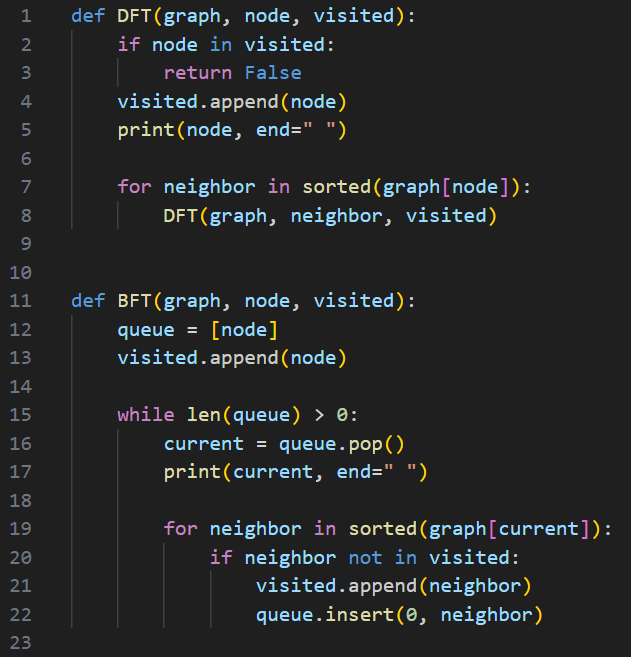 1 def DFT(graph, node, visited):
2     if node in visited:
3         return False
4     visited.append(node)
5     print(node, end=" ")
6
7     for neighbor in sorted(graph[node]):
8         DFT(graph, neighbor, visited)
9
10
11 def BFT(graph, node, visited):
12     queue = [node]
13     visited.append(node)
14
15     while len(queue) > 0:
16         current = queue.pop()
17         print(current, end=" ")
18
19         for neighbor in sorted(graph[current]):
20             if neighbor not in visited:
21                 visited.append(neighbor)
22                 queue.insert(0, neighbor)
23